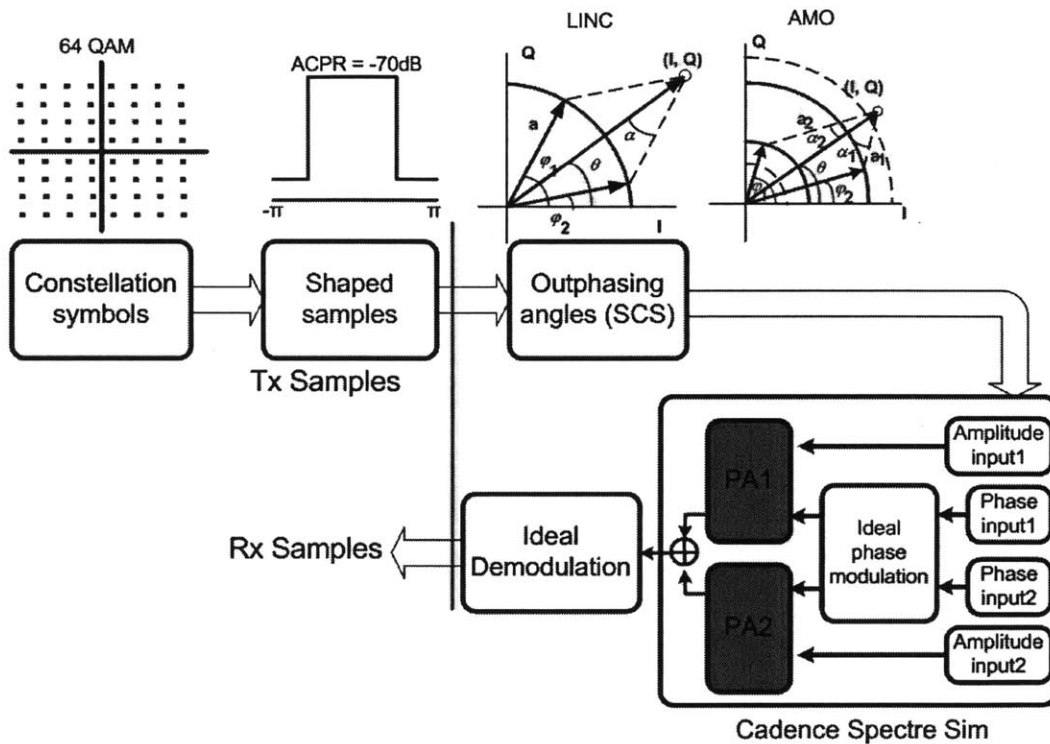 LINC
AMO
64 QAM
ACPR = -70dB
Q
(I, Q)
a
α
φ1
θ
φ2
I
Q
(I, Q)
a2
α2
α1
a1
θ
φ
φ2
I
-π
π
Constellation
symbols
Shaped
samples
Outphasing
angles (SCS)
Tx Samples
PA1
Amplitude
input1
Phase
input1
Ideal
phase
modulation
Phase
input2
PA2
Amplitude
input2
Ideal
Demodulation
Rx Samples
Cadence Spectre Sim